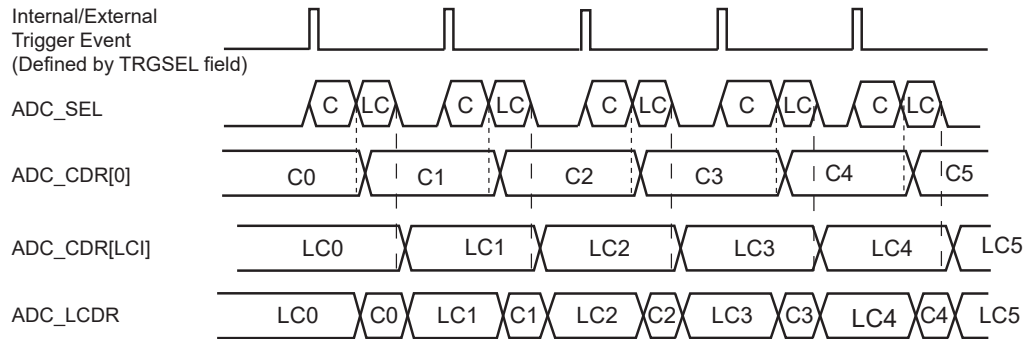 Internal/External
Trigger Event
(Defined by TRGSEL field)
ADC_SEL C LC C LC C LC C LC C LC
ADC_CDR[0] C0 C1 C2 C3 C4 C5
ADC_CDR[LCI] LC0 LC1 LC2 LC3 LC4 LC5
ADC_LCDR LC0 C0 LC1 C1 LC2 C2 LC3 C3 LC4 C4 LC5